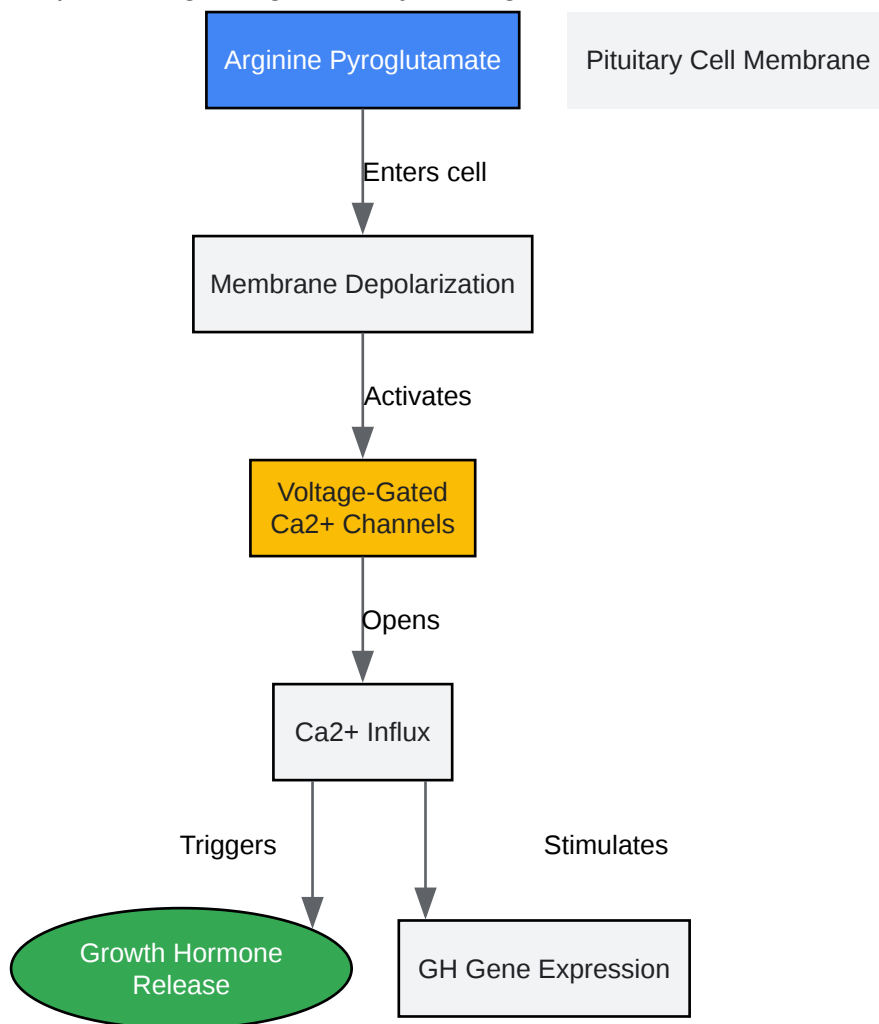 Arginine Pyroglutamate
Pituitary Cell Membrane
Enters cell
Membrane Depolarization
Activates
Voltage-Gated
Ca2+ Channels
Opens
Ca2+ Influx
Triggers
Stimulates
Growth Hormone
Release
GH Gene Expression